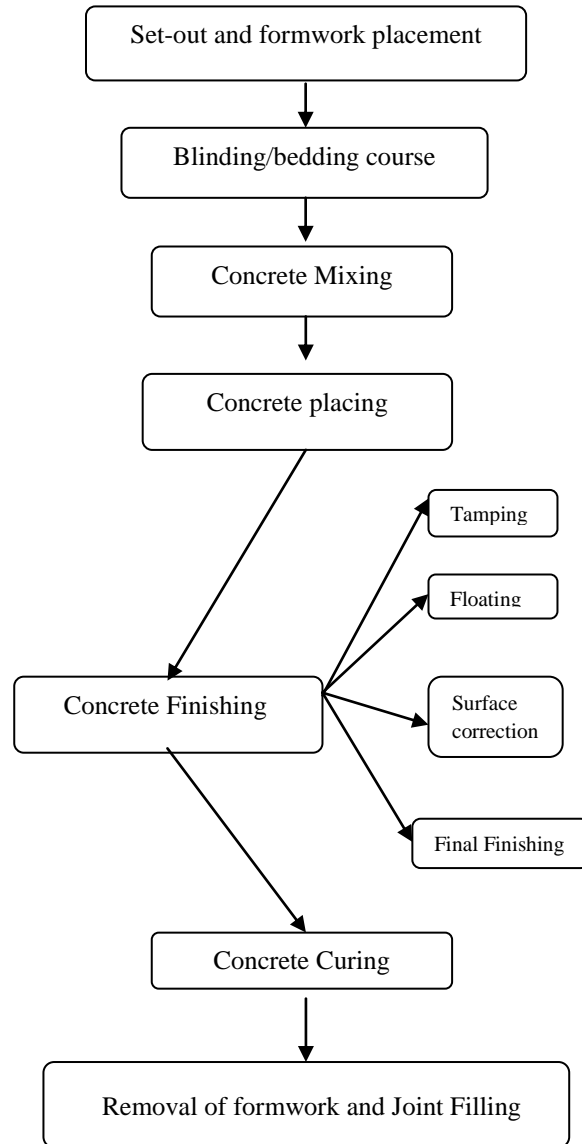 Set-out and formwork placement
Blinding/bedding course
Concrete Mixing
Concrete placing
Tamping
Floating
Concrete Finishing
Surface
correction
Final Finishing
Concrete Curing
Removal of formwork and Joint Filling